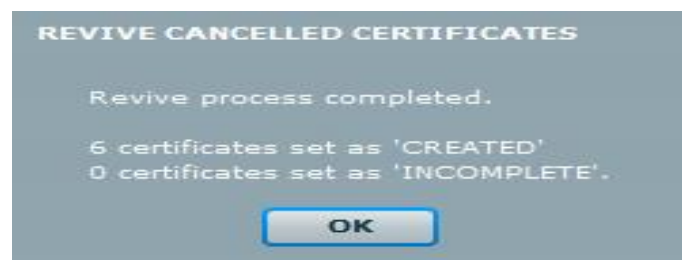 REVIVE CANCELLED CERTIFICATES
Revive process completed.
6 certificates set as 'CREATED'
0 certificates set as 'INCOMPLETE'.
OK